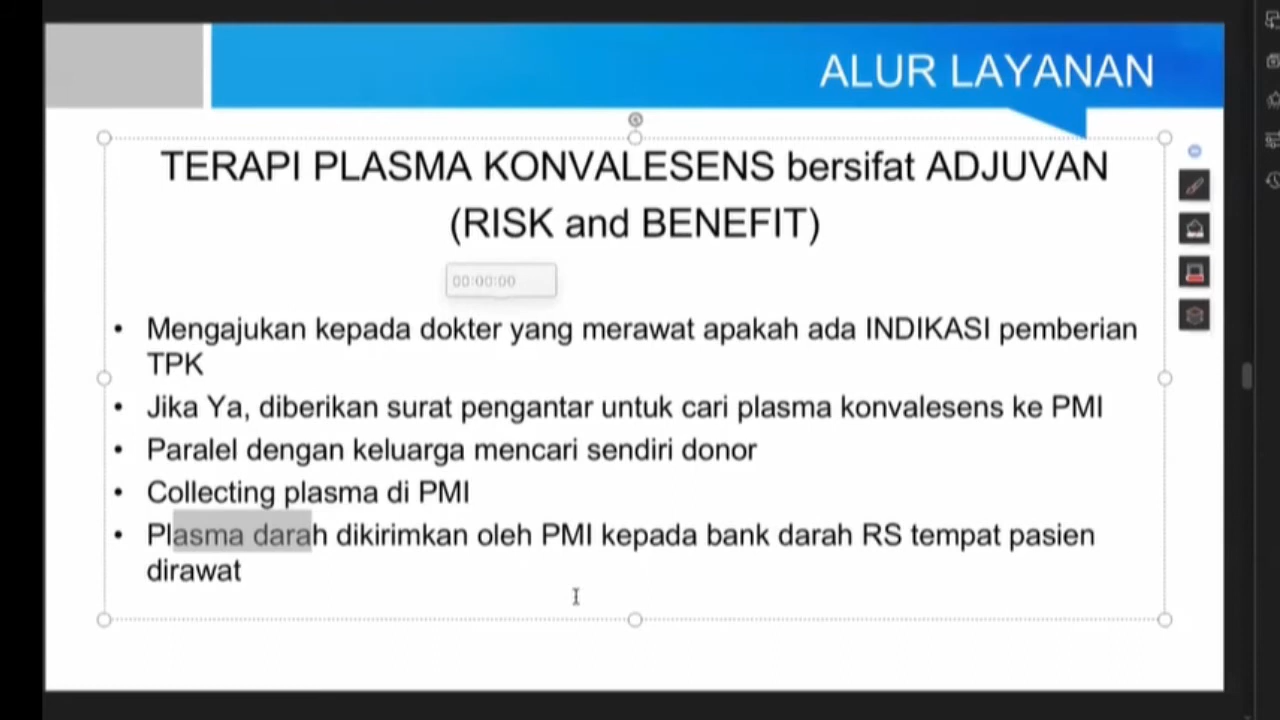 ALUR LAYANAN
TERAPI PLASMA KONVALESENS bersifat ADJUVAN
(RISK and BENEFIT)
00:00:00
• Mengajukan kepada dokter yang merawat apakah ada INDIKASI pemberian
TPK
• Jika Ya, diberikan surat pengantar untuk cari plasma konvalesens ke PMI
• Paralel dengan keluarga mencari sendiri donor
• Collecting plasma di PMI
• Plasma darah dikirimkan oleh PMI kepada bank darah RS tempat pasien
dirawat